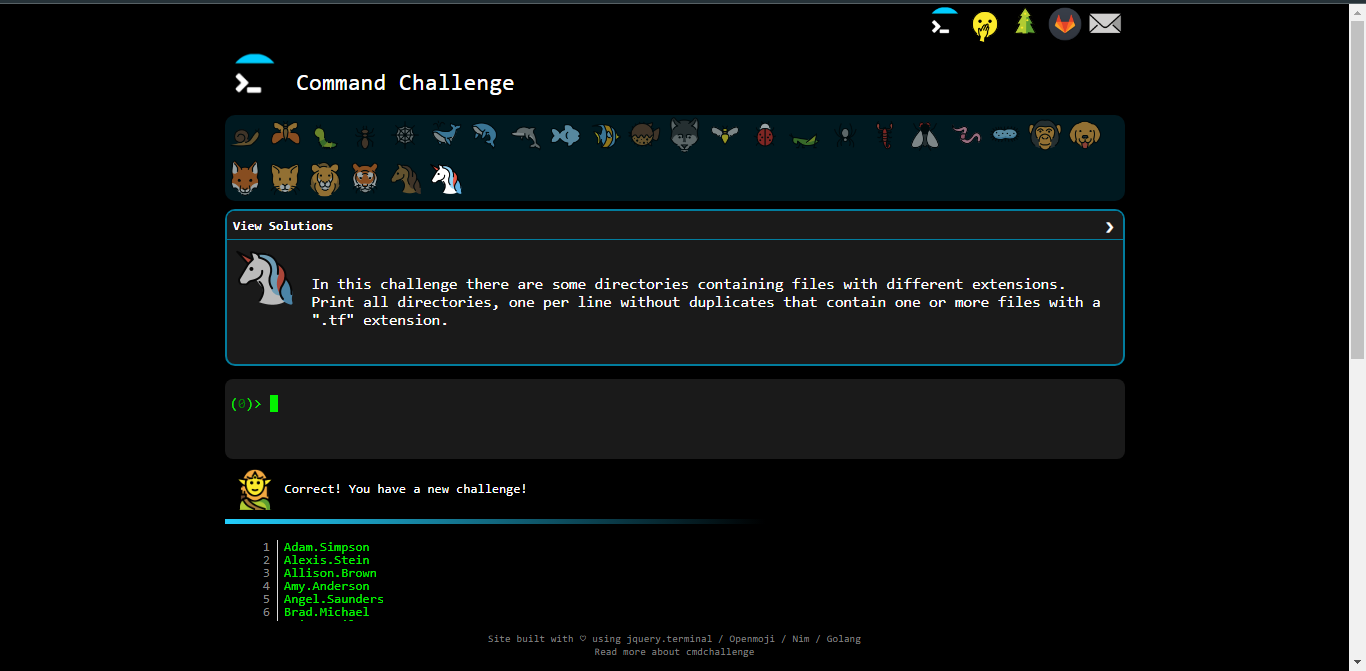 Command Challenge
View Solutions
In this challenge there are some directories containing files with different extensions.
Print all directories, one per line without duplicates that contain one or more files with a
".tf" extension.
(0)>
Correct! You have a new challenge!
1 Adam.Simpson
2 Alexis.Stein
3 Allison.Brown
4 Amy.Anderson
5 Angel.Saunders
6 Brad.Michael
Site built with ♡ using jquery.terminal / Openmoji / Nim / Golang
Read more about cmdchallenge